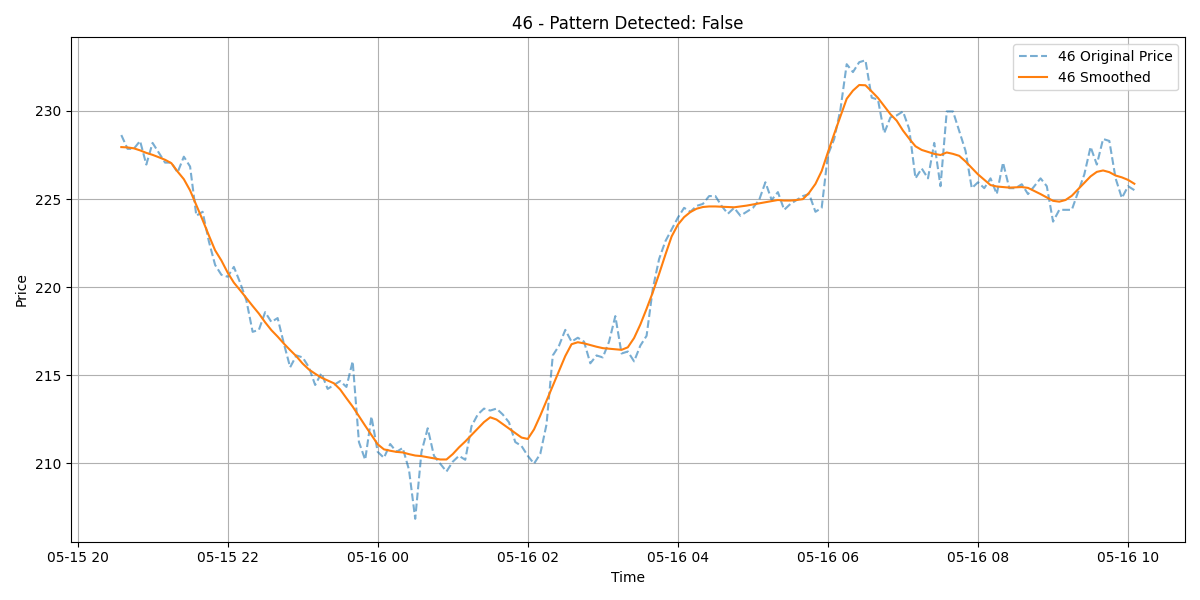 46 - Pattern Detected: False
46 Original Price
46 Smoothed
Price
230
225
220
215
210
05-15 20
05-15 22
05-16 00
05-16 02
05-16 04
05-16 06
05-16 08
05-16 10
Time